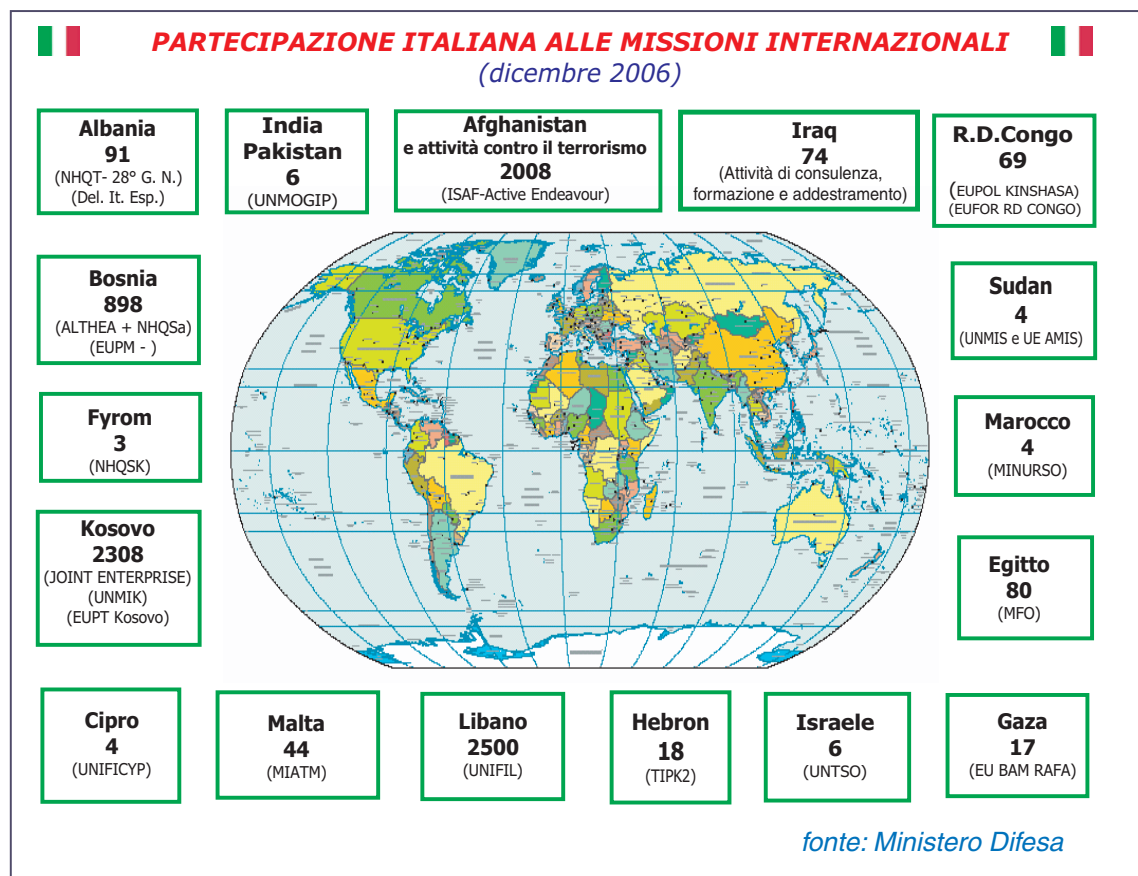 PARTECIPAZIONE ITALIANA ALLE MISSIONI INTERNAZIONALI
(dicembre 2006)
Albania
91
(NHQT- 28° G. N.)
(Del. It. Esp.)
India
Pakistan
6
(UNMOGIP)
Afghanistan
e attività contro il terrorismo
2008
(ISAF-Active Endeavour)
Iraq
74
(Attività di consulenza,
formazione e addestramento)
R.D.Congo
69
(EUPOL KINSHASA)
(EUFOR RD CONGO)
Bosnia
898
(ALTHEA + NHQSa)
(EUPM - )
Sudan
4
(UNMIS e UE AMIS)
Fyrom
3
(NHQSK)
Marocco
4
(MINURSO)
Kosovo
2308
(JOINT ENTERPRISE)
(UNMIK)
(EUPT Kosovo)
Egitto
80
(MFO)
Cipro
4
(UNIFICYP)
Malta
44
(MIATM)
Libano
2500
(UNIFIL)
Hebron
18
(TIPK2)
Israele
6
(UNTSO)
Gaza
17
(EU BAM RAFA)
fonte: Ministero Difesa